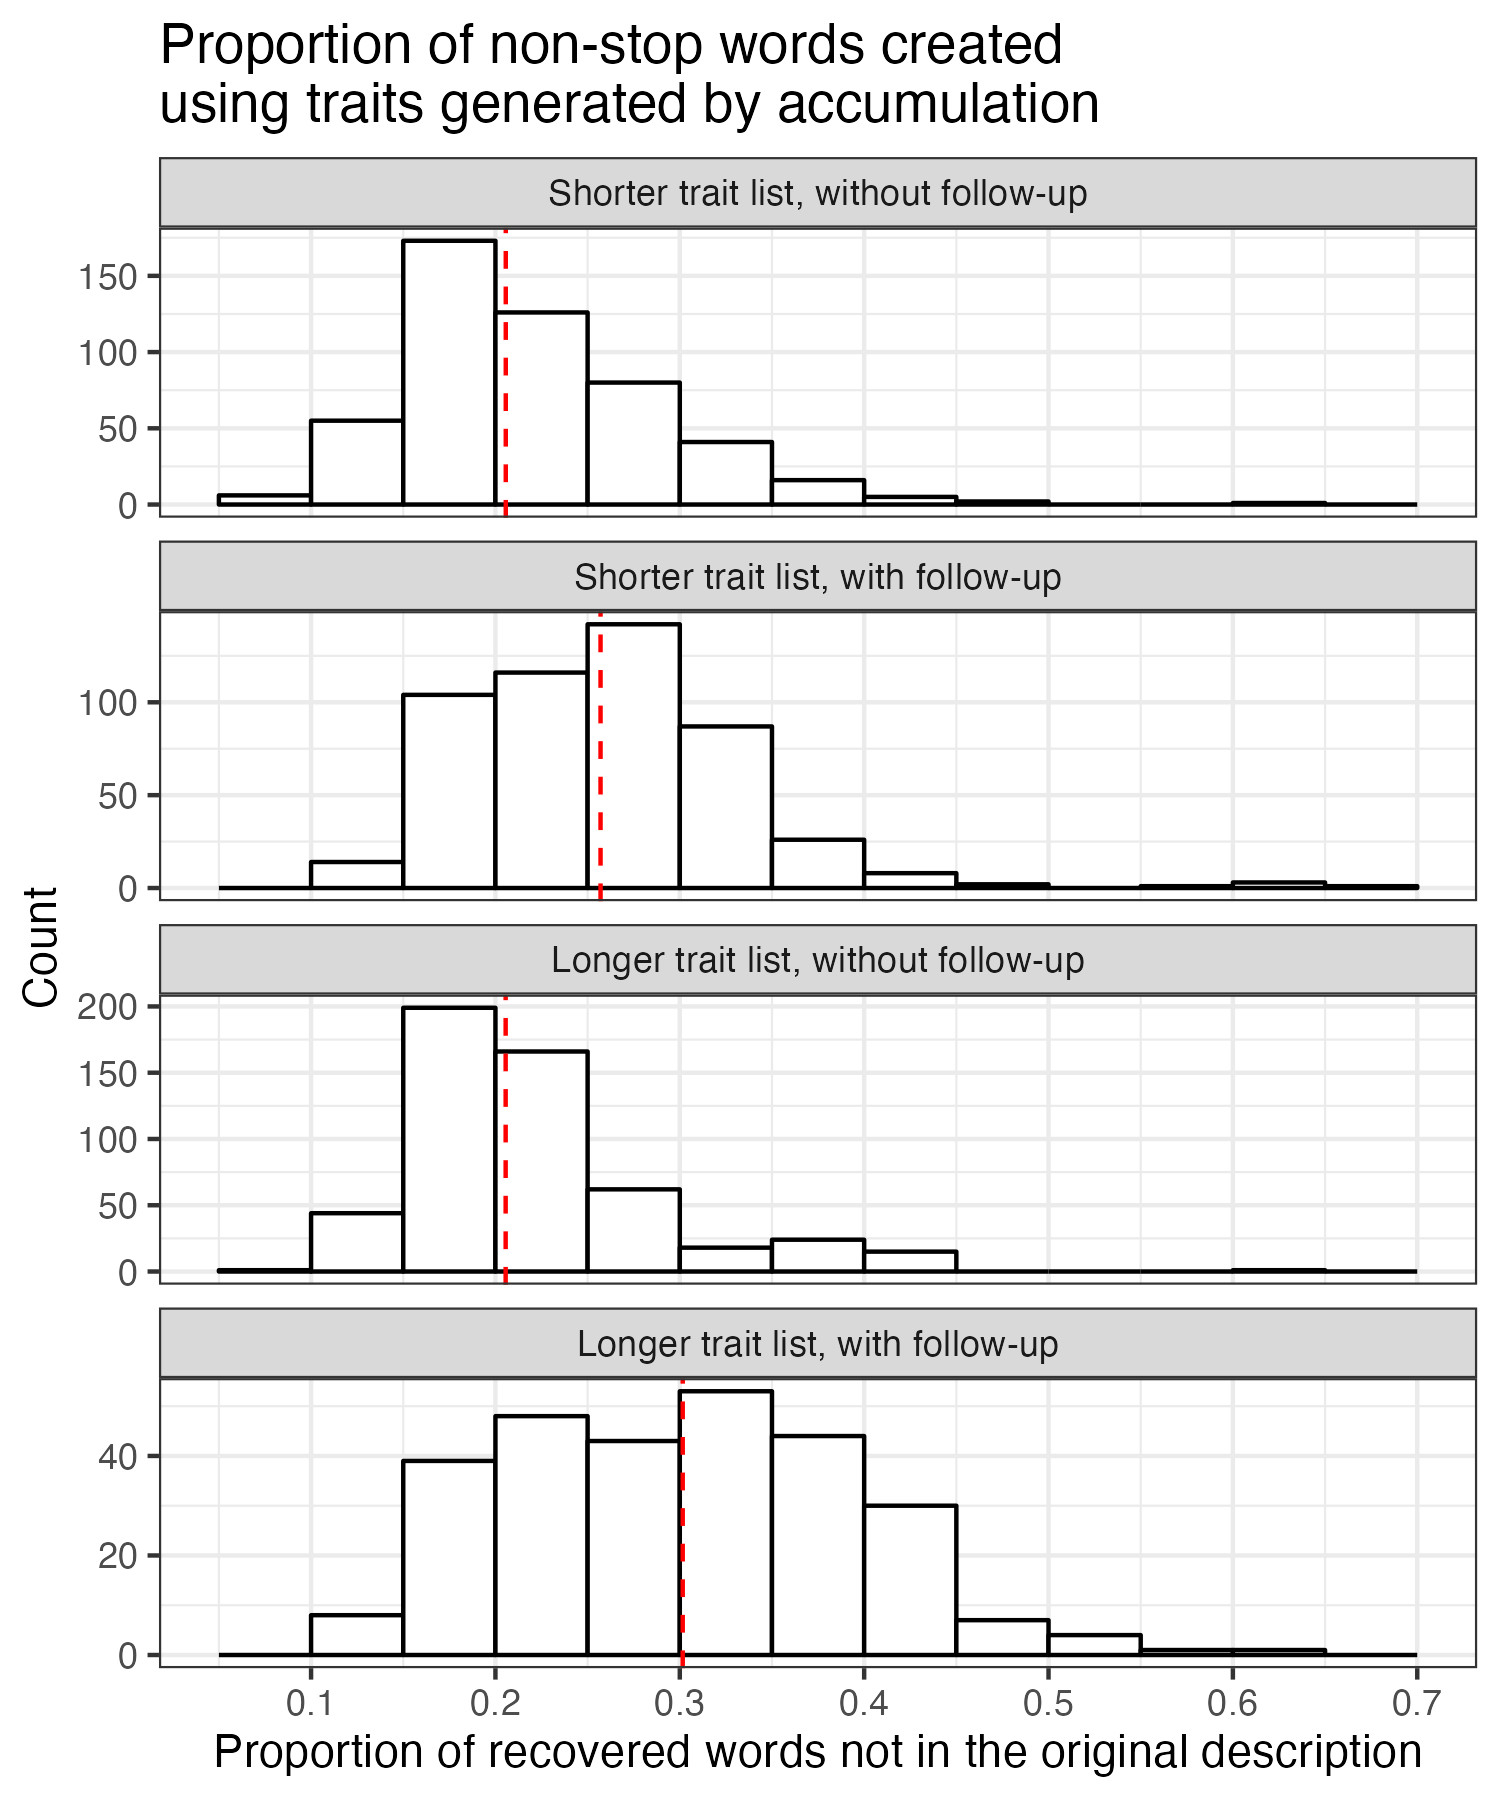 Proportion of non-stop words created
using traits generated by accumulation
Shorter trait list, without follow-up
150
100
50
0
Shorter trait list, with follow-up
100
50
0
Longer trait list, without follow-up
200
150
100
50
0
Longer trait list, with follow-up
40
20
0
Count
0.1 0.2 0.3 0.4 0.5 0.6 0.7
Proportion of recovered words not in the original description